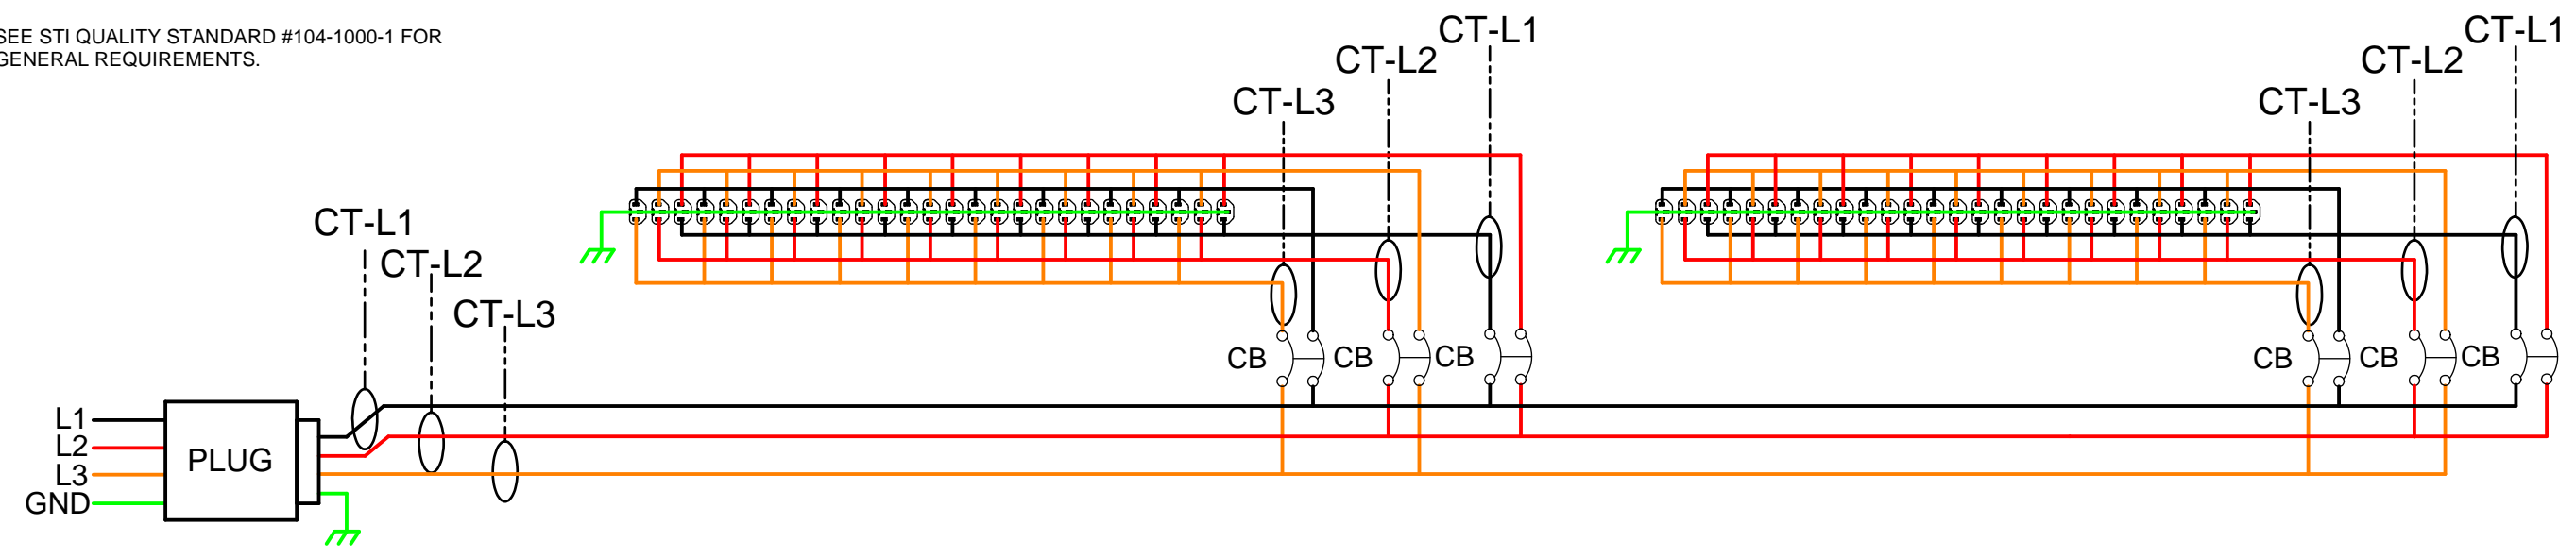 SEE STI QUALITY STANDARD #104-1000-1 FOR
GENERAL REQUIREMENTS.
CT-L1
CT-L2
CT-L3
CT-L3
CT-L2
CT-L1
CT-L3
CT-L2
CT-L1
CB
CB
CB
CB
CB
CB
L1
L2
L3
GND
PLUG